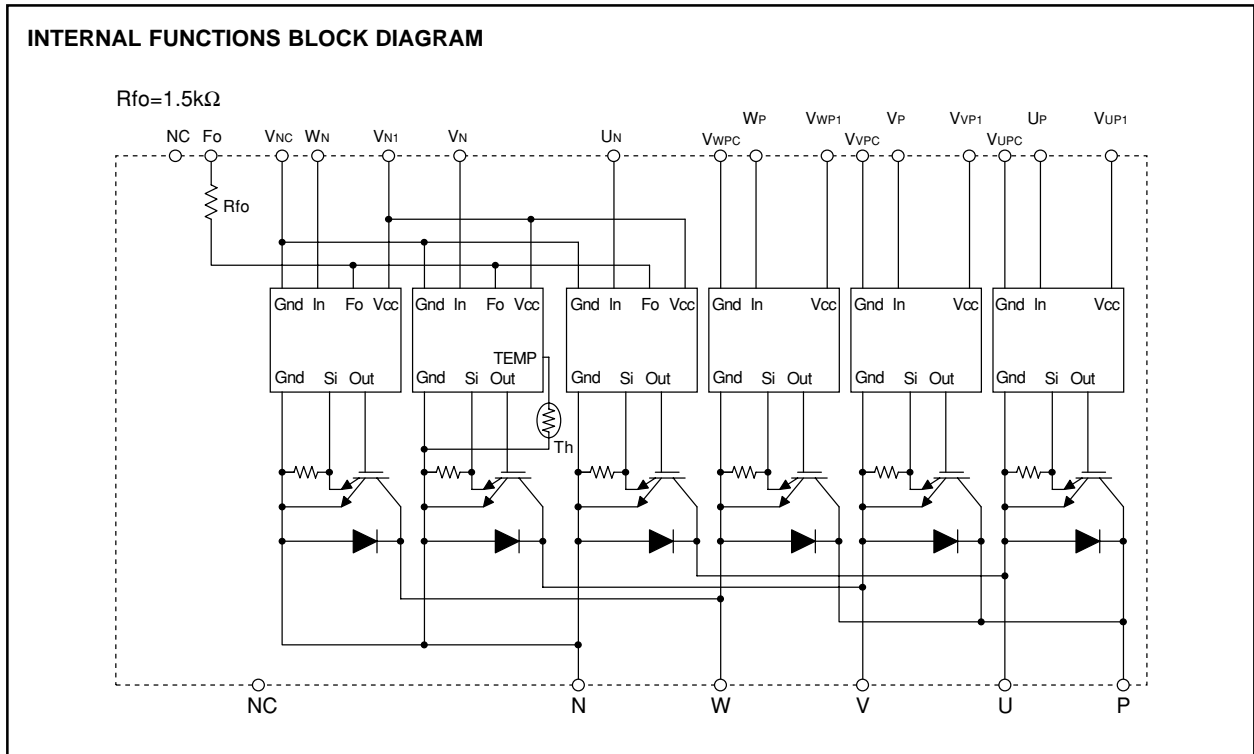 INTERNAL FUNCTIONS BLOCK DIAGRAM
Rfo=1.5kΩ
NC Fo VNC WN VN1 VN UN VWPC WP VWP1 VVPC VP VVP1 VUPC UP VUP1
Rfo
Gnd In Fo Vcc Gnd In Fo Vcc Gnd In Fo Vcc Gnd In Vcc Gnd In Vcc Gnd In Vcc
TEMP
Gnd Si Out Gnd Si Out Gnd Si Out Gnd Si Out Gnd Si Out Gnd Si Out
Th
NC N W V U P